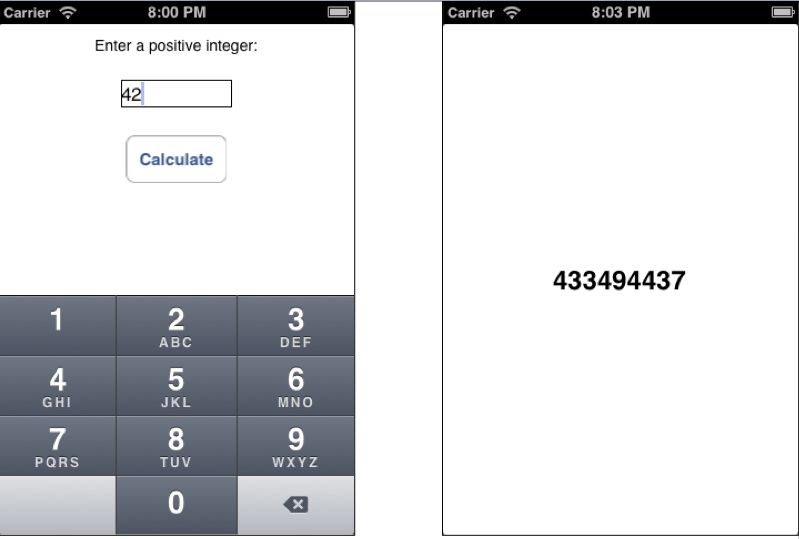 Carrier 8:00 PM
Enter a positive integer:
42
Calculate
1 2 3
ABC DEF
4 5 6
GHI JKL MNO
7 8 9
PQRS TUV WXYZ
0
Carrier 8:03 PM
433494437